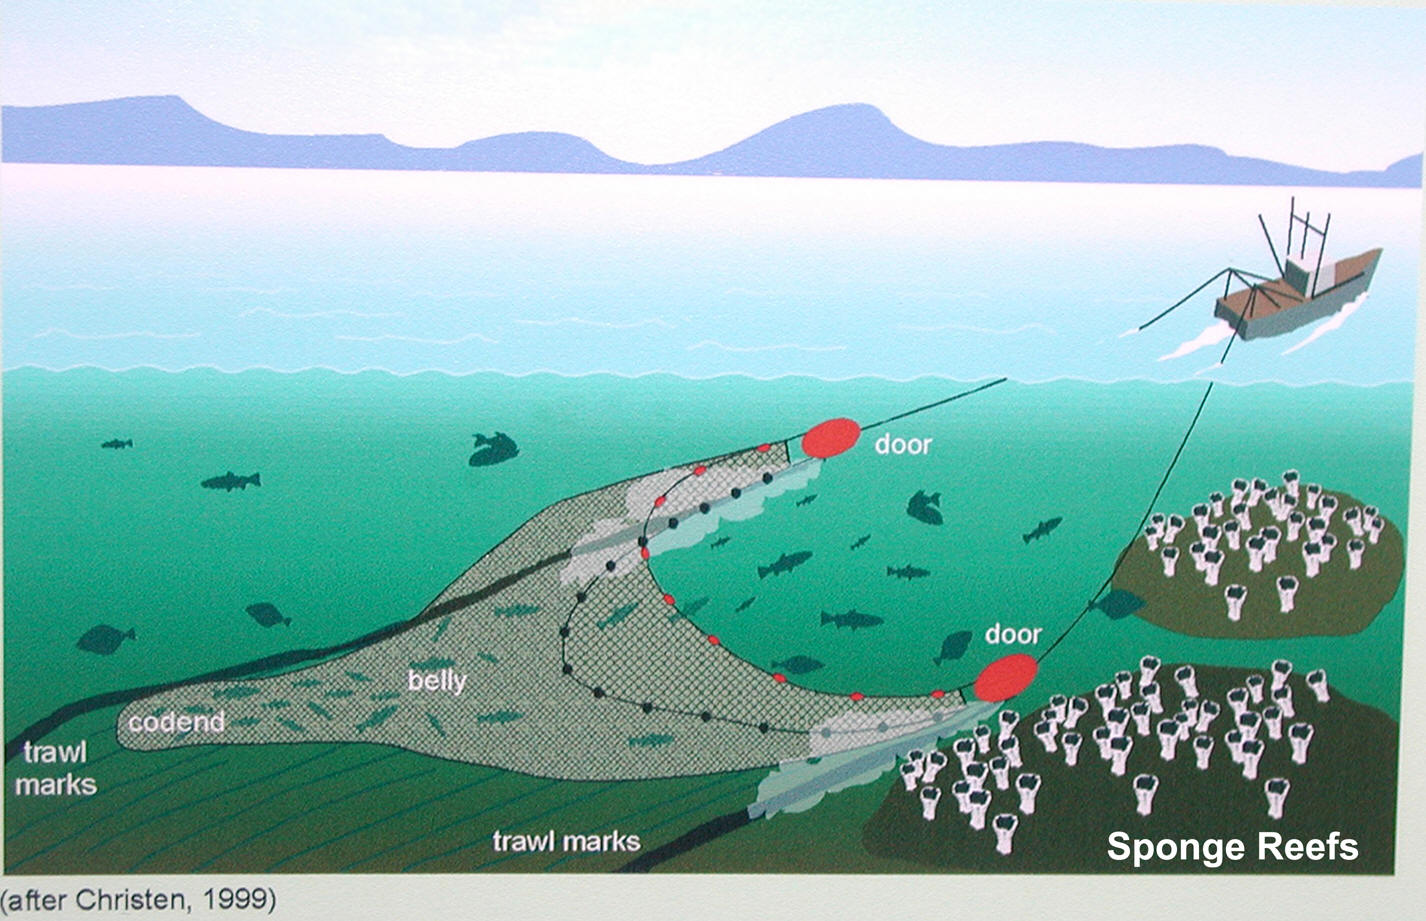 door
door
belly
codend
trawl
marks
trawl marks
Sponge Reefs
(after Christen, 1999)